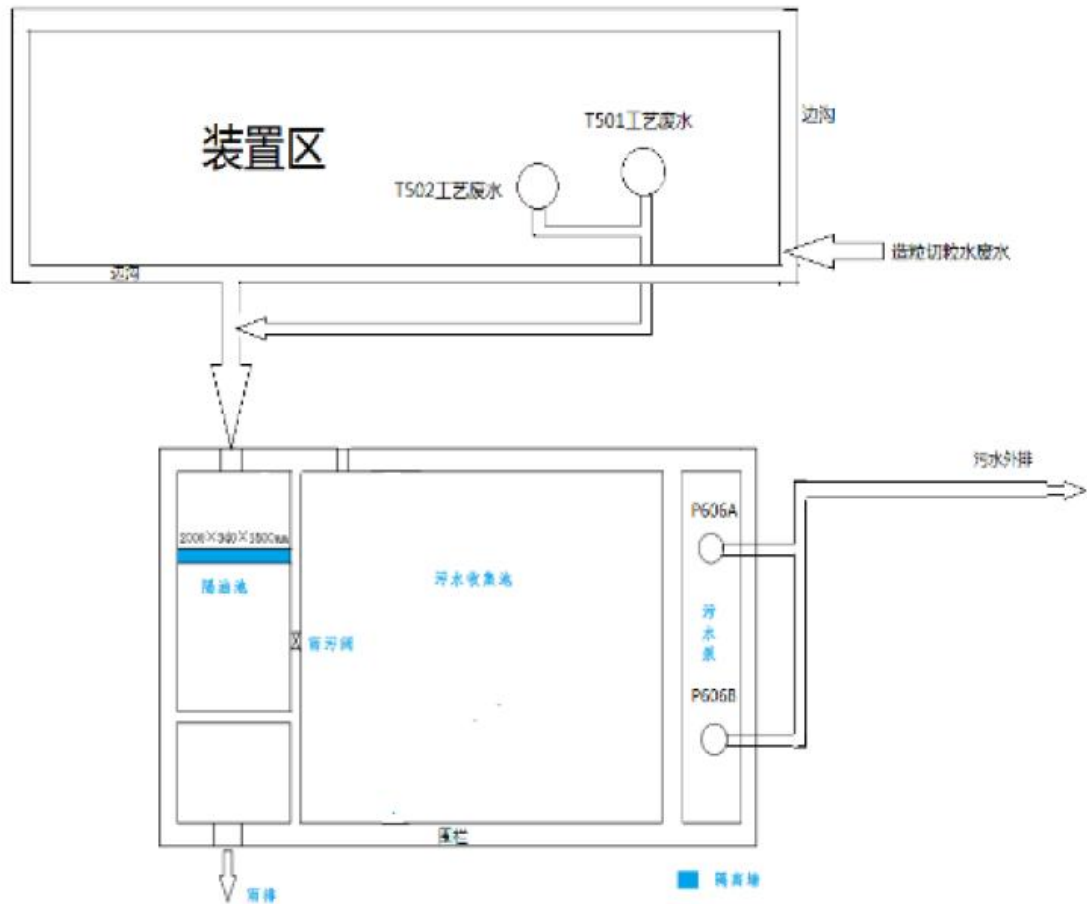 T501工艺废水
边沟
装置区
T502工艺废水
造粒切粒水废水
边沟
污水外排
P606A
2000×340×1500mm
隔油池
污水收集池
雨污阀
污水泵
P606B
围栏
隔离墙
雨排